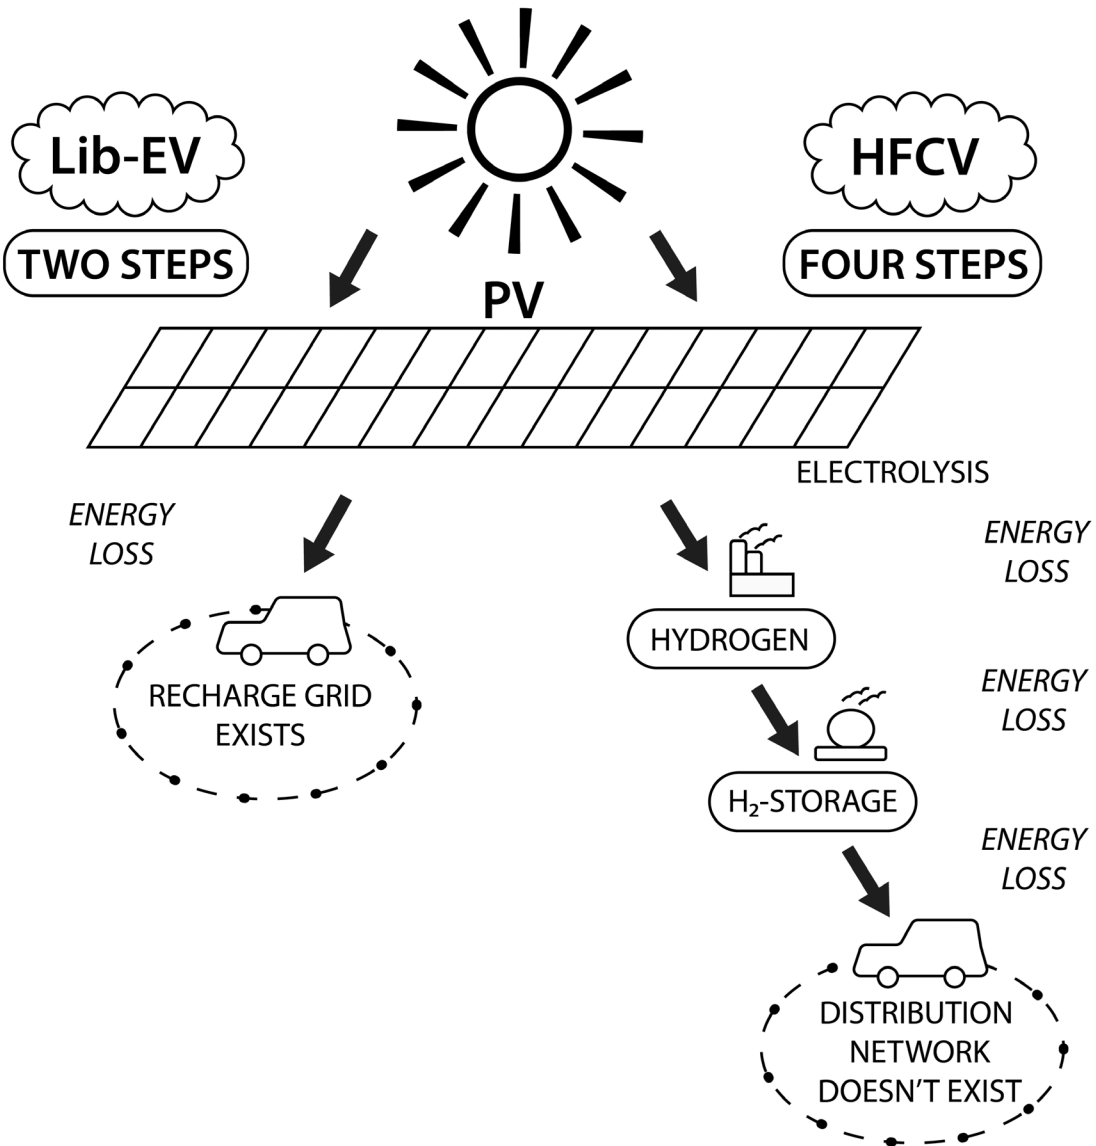 Lib-EV
TWO STEPS
HFCV
FOUR STEPS
PV
ELECTROLYSIS
ENERGY
LOSS
RECHARGE GRID
EXISTS
ENERGY
LOSS
HYDROGEN
ENERGY
LOSS
H₂-STORAGE
ENERGY
LOSS
DISTRIBUTION
NETWORK
DOESN'T EXIST